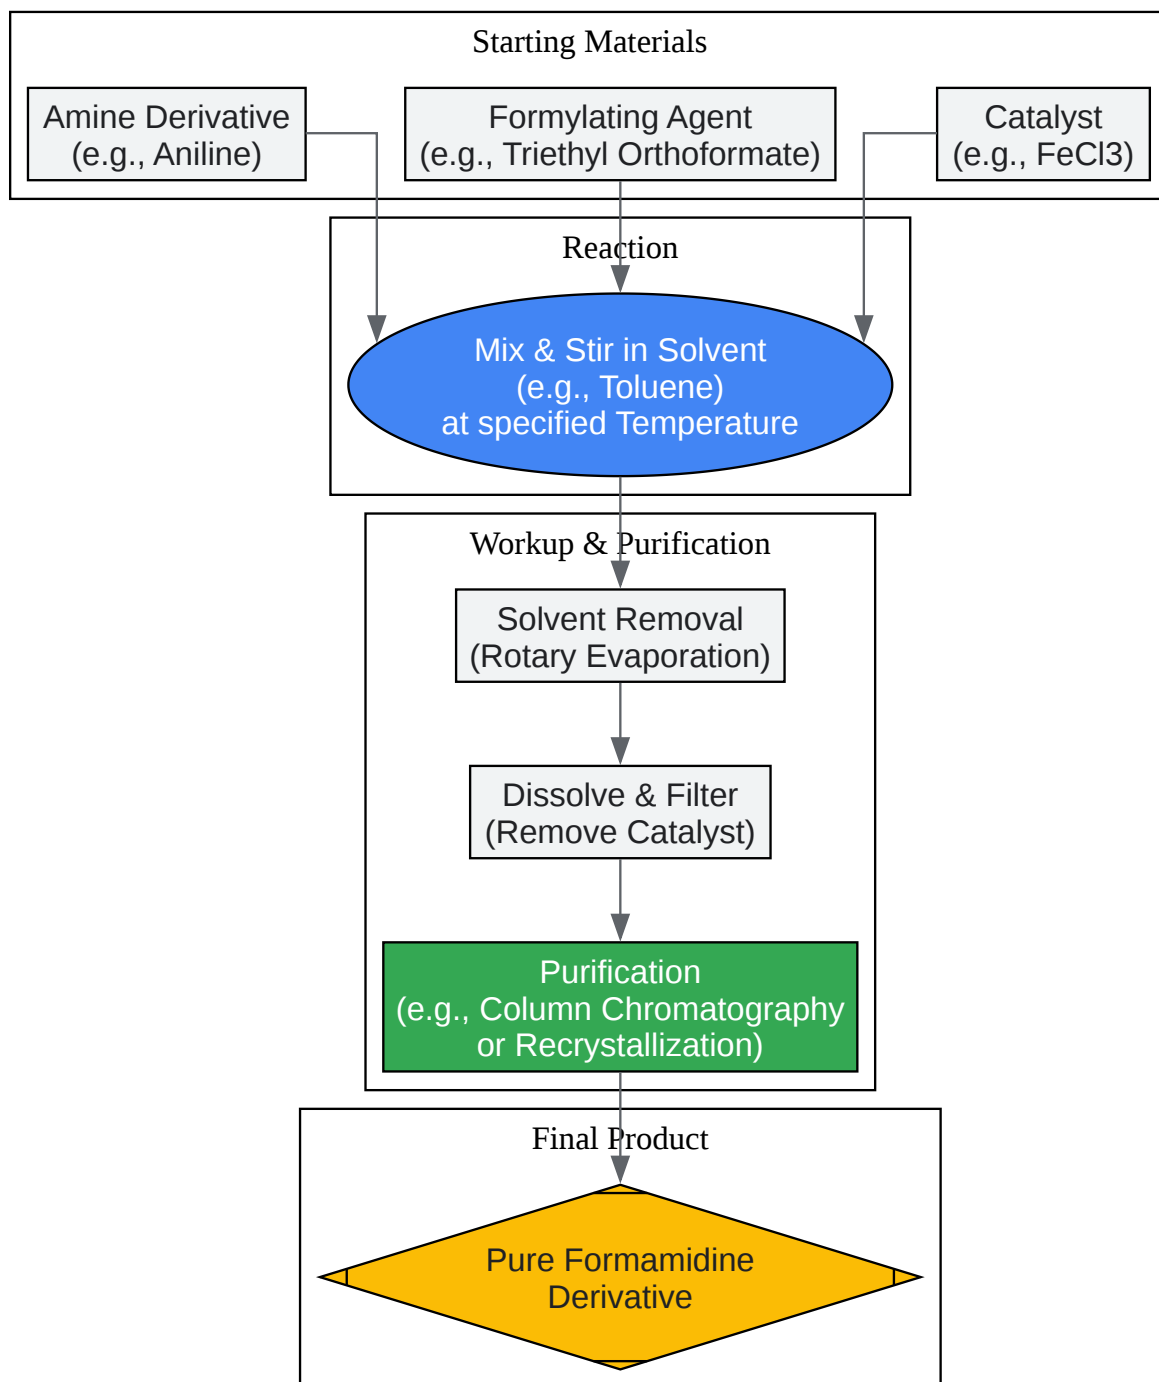 Starting Materials
Amine Derivative
(e.g., Aniline)
Formylating Agent
(e.g., Triethyl Orthoformate)
Catalyst
(e.g., FeCl3)
Reaction
Mix & Stir in Solvent
(e.g., Toluene)
at specified Temperature
Workup & Purification
Solvent Removal
(Rotary Evaporation)
Dissolve & Filter
(Remove Catalyst)
Purification
(e.g., Column Chromatography
or Recrystallization)
Final Product
Pure Formamidine
Derivative